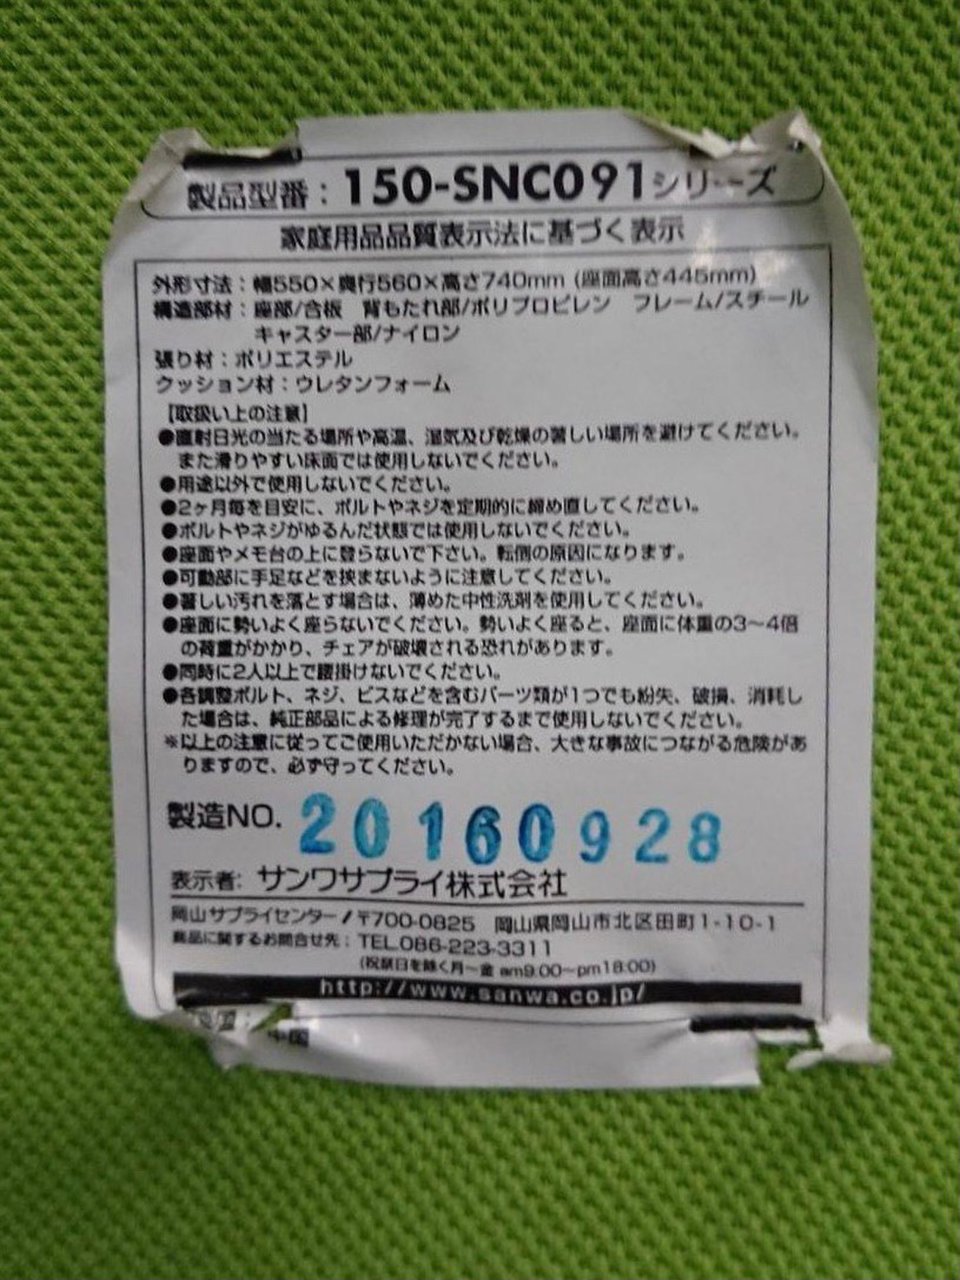 製品型番：150-SNC091シリーズ
家庭用品品質表示法に基づく表示
外形寸法：幅550×奥行560×高さ740mm（座面高さ445mm）
構造部材：座部/合板　背もたれ部/ポリプロピレン　フレーム/スチール
キャスター部/ナイロン
張り材：ポリエステル
クッション材：ウレタンフォーム
【取扱い上の注意】
●直射日光の当たる場所や高温、湿気及び乾燥の著しい場所を避けてください。
また滑りやすい床面では使用しないでください。
●用途以外で使用しないでください。
●2ヶ月毎を目安に、ボルトやネジを定期的に締め直してください。
●ボルトやネジがゆるんだ状態では使用しないでください。
●座面やメモ台の上に登らないで下さい。転倒の原因になります。
●可動部に手足などを挟まないように注意してください。
●著しい汚れを落とす場合は、薄めた中性洗剤を使用してください。
●座面に勢いよく座らないでください。勢いよく座ると、座面に体重の3〜4倍
の荷重がかかり、チェアが破壊される恐れがあります。
●同時に2人以上で腰掛けないでください。
●各調整ボルト、ネジ、ビスなどを含むパーツ類が1つでも紛失、破損、消耗し
た場合は、純正部品による修理が完了するまで使用しないでください。
※以上の注意に従ってご使用いただかない場合、大きな事故につながる危険があ
りますので、必ず守ってください。
製造NO. 20160928
表示者：サンワサプライ株式会社
岡山サプライセンター／〒700-0825　岡山県岡山市北区田町1-10-1
商品に関するお問合せ先：TEL.086-223-3311
（祝祭日を除く月〜金 am9:00〜pm18:00）
http://www.sanwa.co.jp/
国：中国